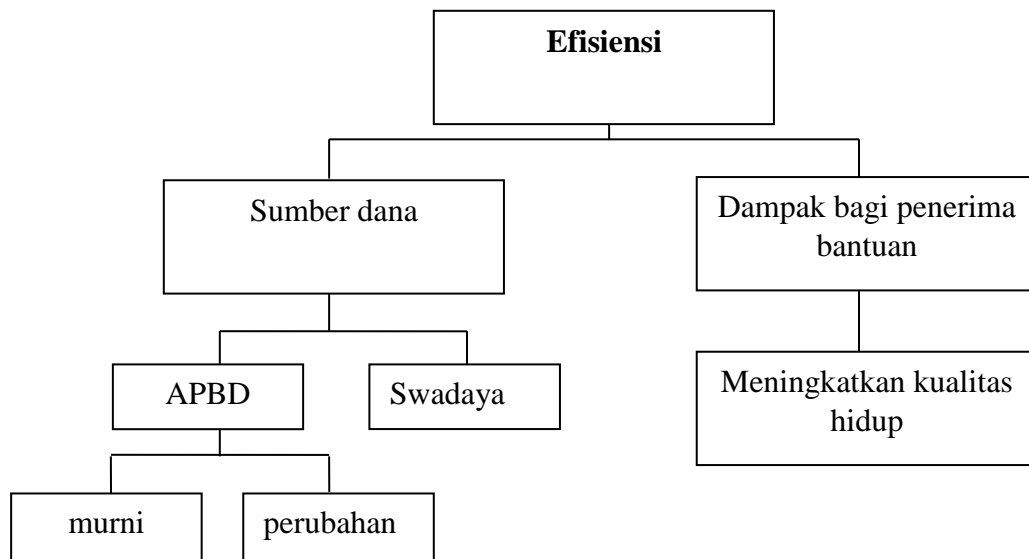 Efisiensi
Sumber dana
Dampak bagi penerima
bantuan
APBD
Swadaya
Meningkatkan kualitas
hidup
murni
perubahan